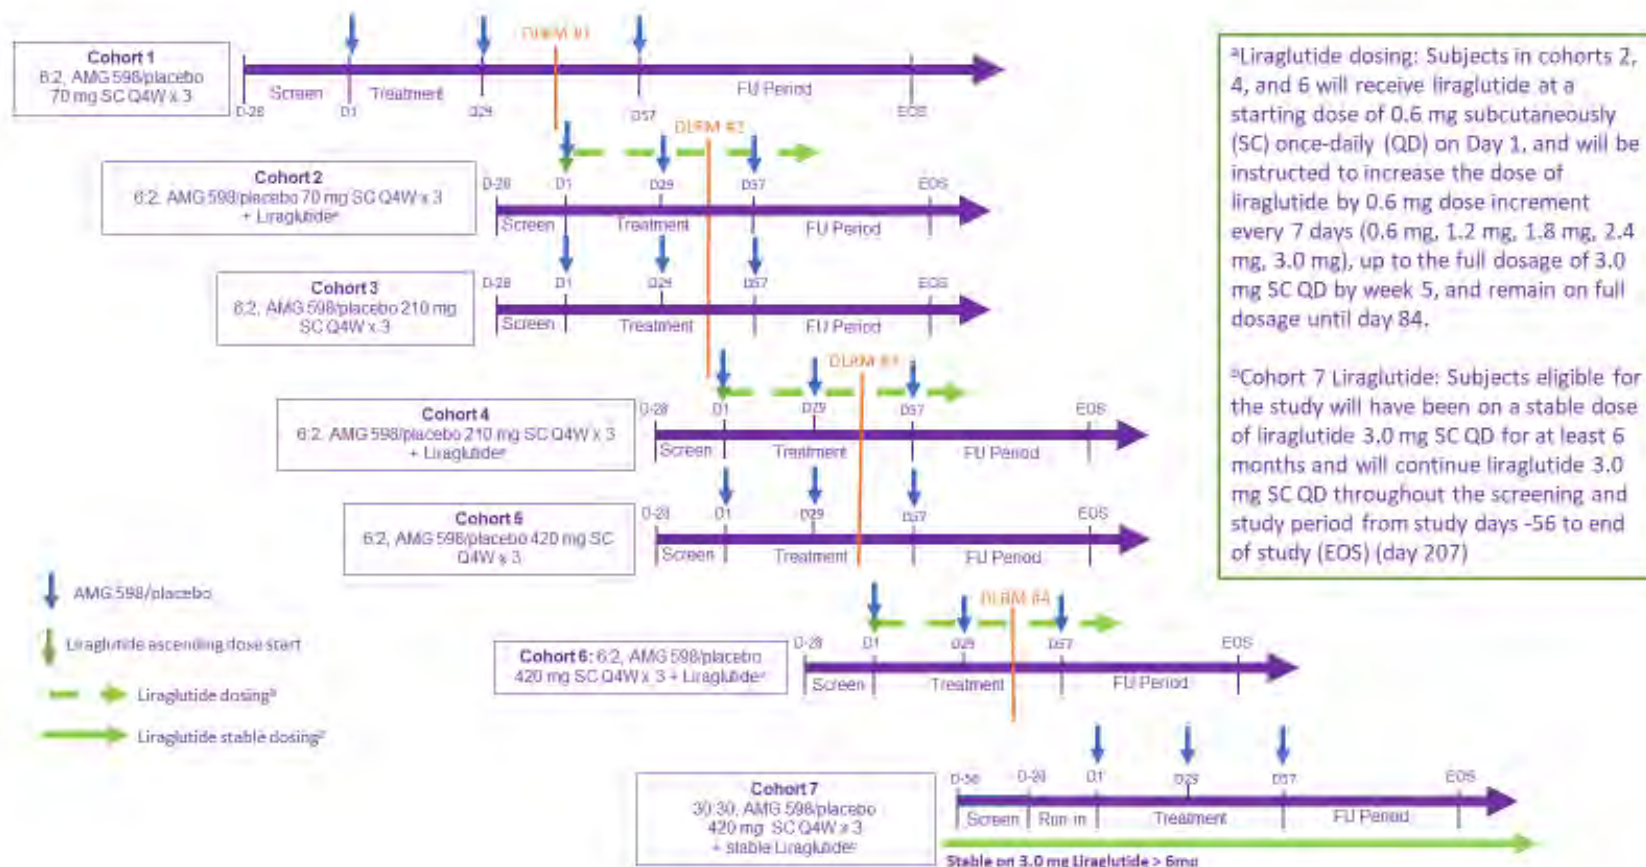 Cohort 1
6:2, AMG 598/placebo
70 mg SC Q4W x 3
DLRM #1
Screen
Treatment
FU Period
D-28
D1
D29
D57
EOS
DLRM #2
Cohort 2
6:2, AMG 598/placebo 70 mg SC Q4W x 3
+ Liraglutideᵃ
D-28
D1
D29
D57
EOS
Screen
Treatment
FU Period
Cohort 3
6:2, AMG 598/placebo 210 mg
SC Q4W x 3
D-28
D1
D29
D57
EOS
Screen
Treatment
FU Period
DLRM #3
Cohort 4
6:2, AMG 598/placebo 210 mg SC Q4W x 3
+ Liraglutideᵃ
D-28
D1
D29
D57
EOS
Screen
Treatment
FU Period
Cohort 5
6:2, AMG 598/placebo 420 mg SC
Q4W x 3
D-28
D1
D29
D57
EOS
Screen
Treatment
FU Period
DLRM #4
Cohort 6: 6:2, AMG 598/placebo
420 mg SC Q4W x 3 + Liraglutideᵃ
D-28
D1
D29
D57
EOS
Screen
Treatment
FU Period
Cohort 7
30:30, AMG 598/placebo
420 mg SC Q4W x 3
+ stable Liraglutide
D-56
D-28
D1
D29
D57
EOS
Screen
Run in
Treatment
FU Period
Stable on 3.0 mg Liraglutide > 6mg
AMG 598/placebo
Liraglutide ascending dose start
Liraglutide dosing
Liraglutide stable dosing
ᵃLiraglutide dosing: Subjects in cohorts 2,
4, and 6 will receive liraglutide at a
starting dose of 0.6 mg subcutaneously
(SC) once-daily (QD) on Day 1, and will be
instructed to increase the dose of
liraglutide by 0.6 mg dose increment
every 7 days (0.6 mg, 1.2 mg, 1.8 mg, 2.4
mg, 3.0 mg), up to the full dosage of 3.0
mg SC QD by week 5, and remain on full
dosage until day 84.
ᵇCohort 7 Liraglutide: Subjects eligible for
the study will have been on a stable dose
of liraglutide 3.0 mg SC QD for at least 6
months and will continue liraglutide 3.0
mg SC QD throughout the screening and
study period from study days -56 to end
of study (EOS) (day 207)